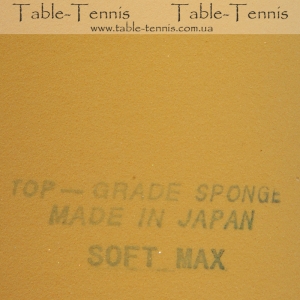 Table-Tennis Table-Tennis
www.table-tennis.com.ua
TOP — GRADE SPONGE
MADE IN JAPAN
SOFT MAX